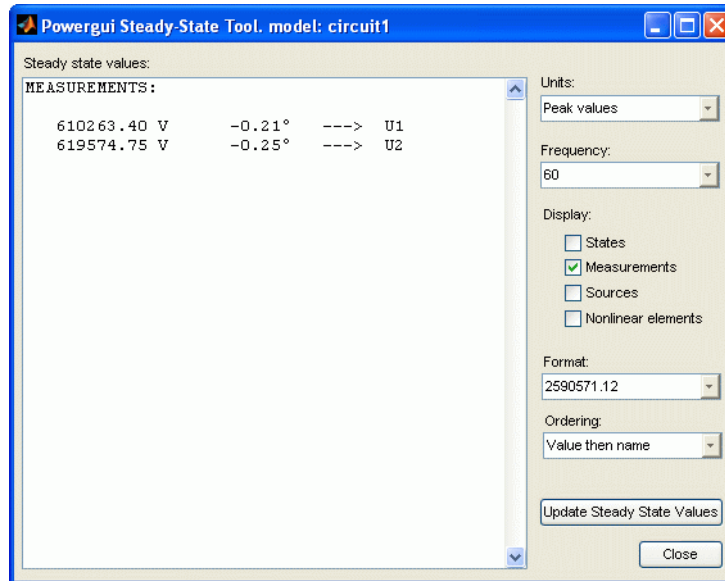 Powergui Steady-State Tool. model: circuit1
Steady state values:
MEASUREMENTS:
610263.40 V -0.21° ---> U1
619574.75 V -0.25° ---> U2
Units:
Peak values
Frequency:
60
Display:
States
Measurements
Sources
Nonlinear elements
Format:
2590571.12
Ordering:
Value then name
Update Steady State Values
Close